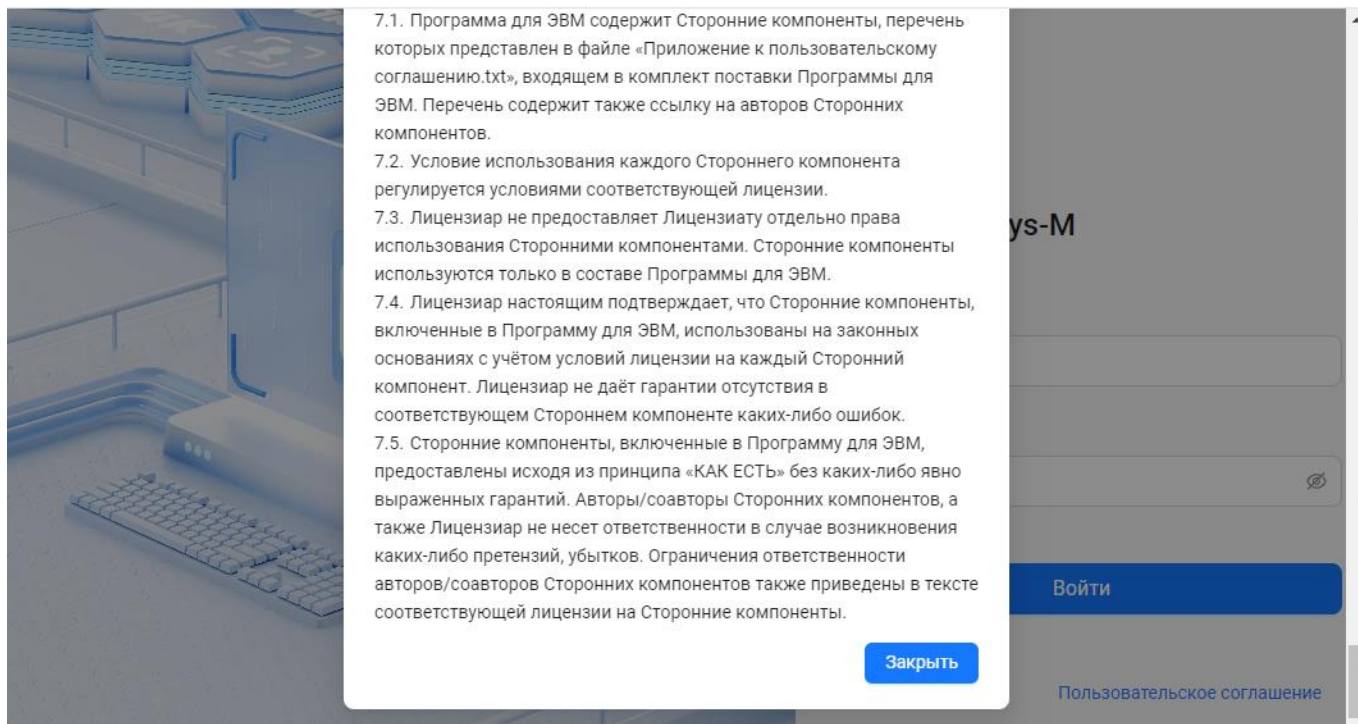 7.1. Программа для ЭВМ содержит Сторонние компоненты, перечень
которых представлен в файле «Приложение к пользовательскому
соглашению.txt», входящем в комплект поставки Программы для
ЭВМ. Перечень содержит также ссылку на авторов Сторонних
компонентов.
7.2. Условие использования каждого Стороннего компонента
регулируется условиями соответствующей лицензии.
7.3. Лицензиар не предоставляет Лицензиату отдельно права
использования Сторонними компонентами. Сторонние компоненты
используются только в составе Программы для ЭВМ.
7.4. Лицензиар настоящим подтверждает, что Сторонние компоненты,
включенные в Программу для ЭВМ, использованы на законных
основаниях с учётом условий лицензии на каждый Сторонний
компонент. Лицензиар не даёт гарантии отсутствия в
соответствующем Стороннем компоненте каких-либо ошибок.
7.5. Сторонние компоненты, включенные в Программу для ЭВМ,
предоставлены исходя из принципа «КАК ЕСТЬ» без каких-либо явно
выраженных гарантий. Авторы/соавторы Сторонних компонентов, а
также Лицензиар не несет ответственности в случае возникновения
каких-либо претензий, убытков. Ограничения ответственности
авторов/соавторов Сторонних компонентов также приведены в тексте
соответствующей лицензии на Сторонние компоненты.
Закрыть
ys-M
Войти
Пользовательское соглашение